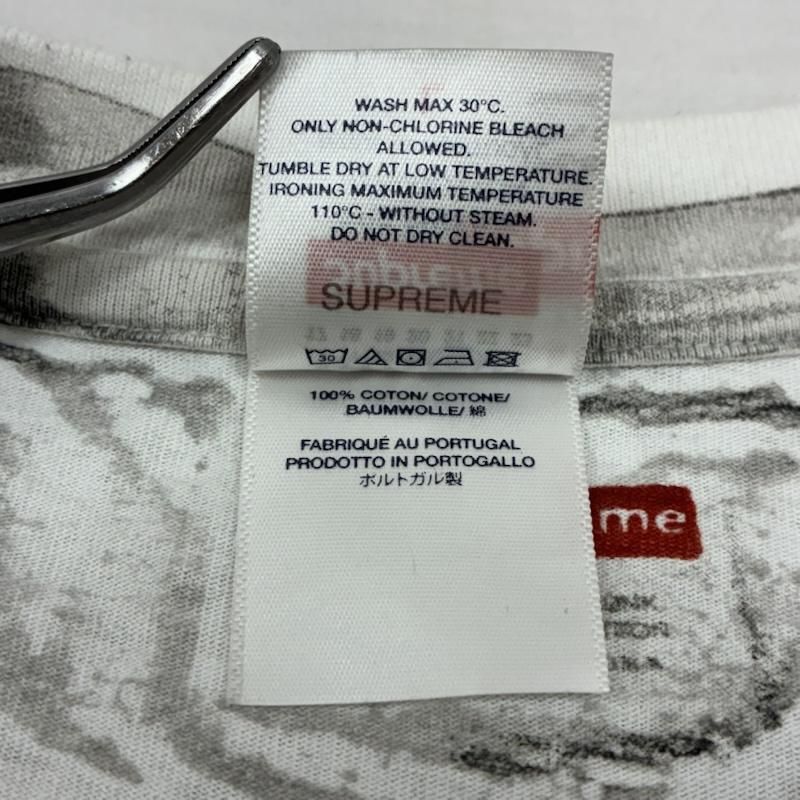 WASH MAX 30°C.
ONLY NON-CHLORINE BLEACH
ALLOWED.
TUMBLE DRY AT LOW TEMPERATURE.
IRONING MAXIMUM TEMPERATURE
110°C - WITHOUT STEAM.
DO NOT DRY CLEAN.
SUPREME
30
100% COTON/ COTONE/
BAUMWOLLE/ 綿
FABRIQUÉ AU PORTUGAL
PRODOTTO IN PORTOGALLO
ポルトガル製
me